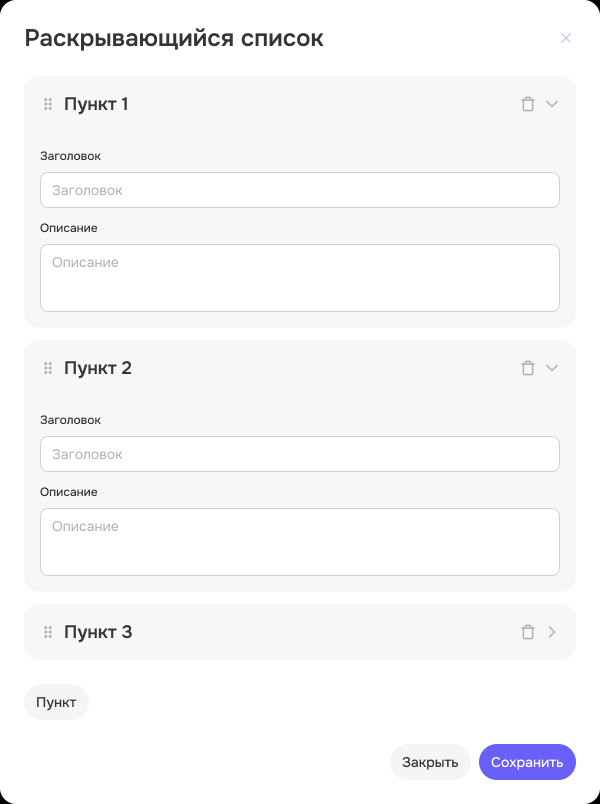 Раскрывающийся список
Пункт 1
Заголовок
Заголовок
Описание
Описание
Пункт 2
Заголовок
Заголовок
Описание
Описание
Пункт 3
Пункт
Закрыть
Сохранить